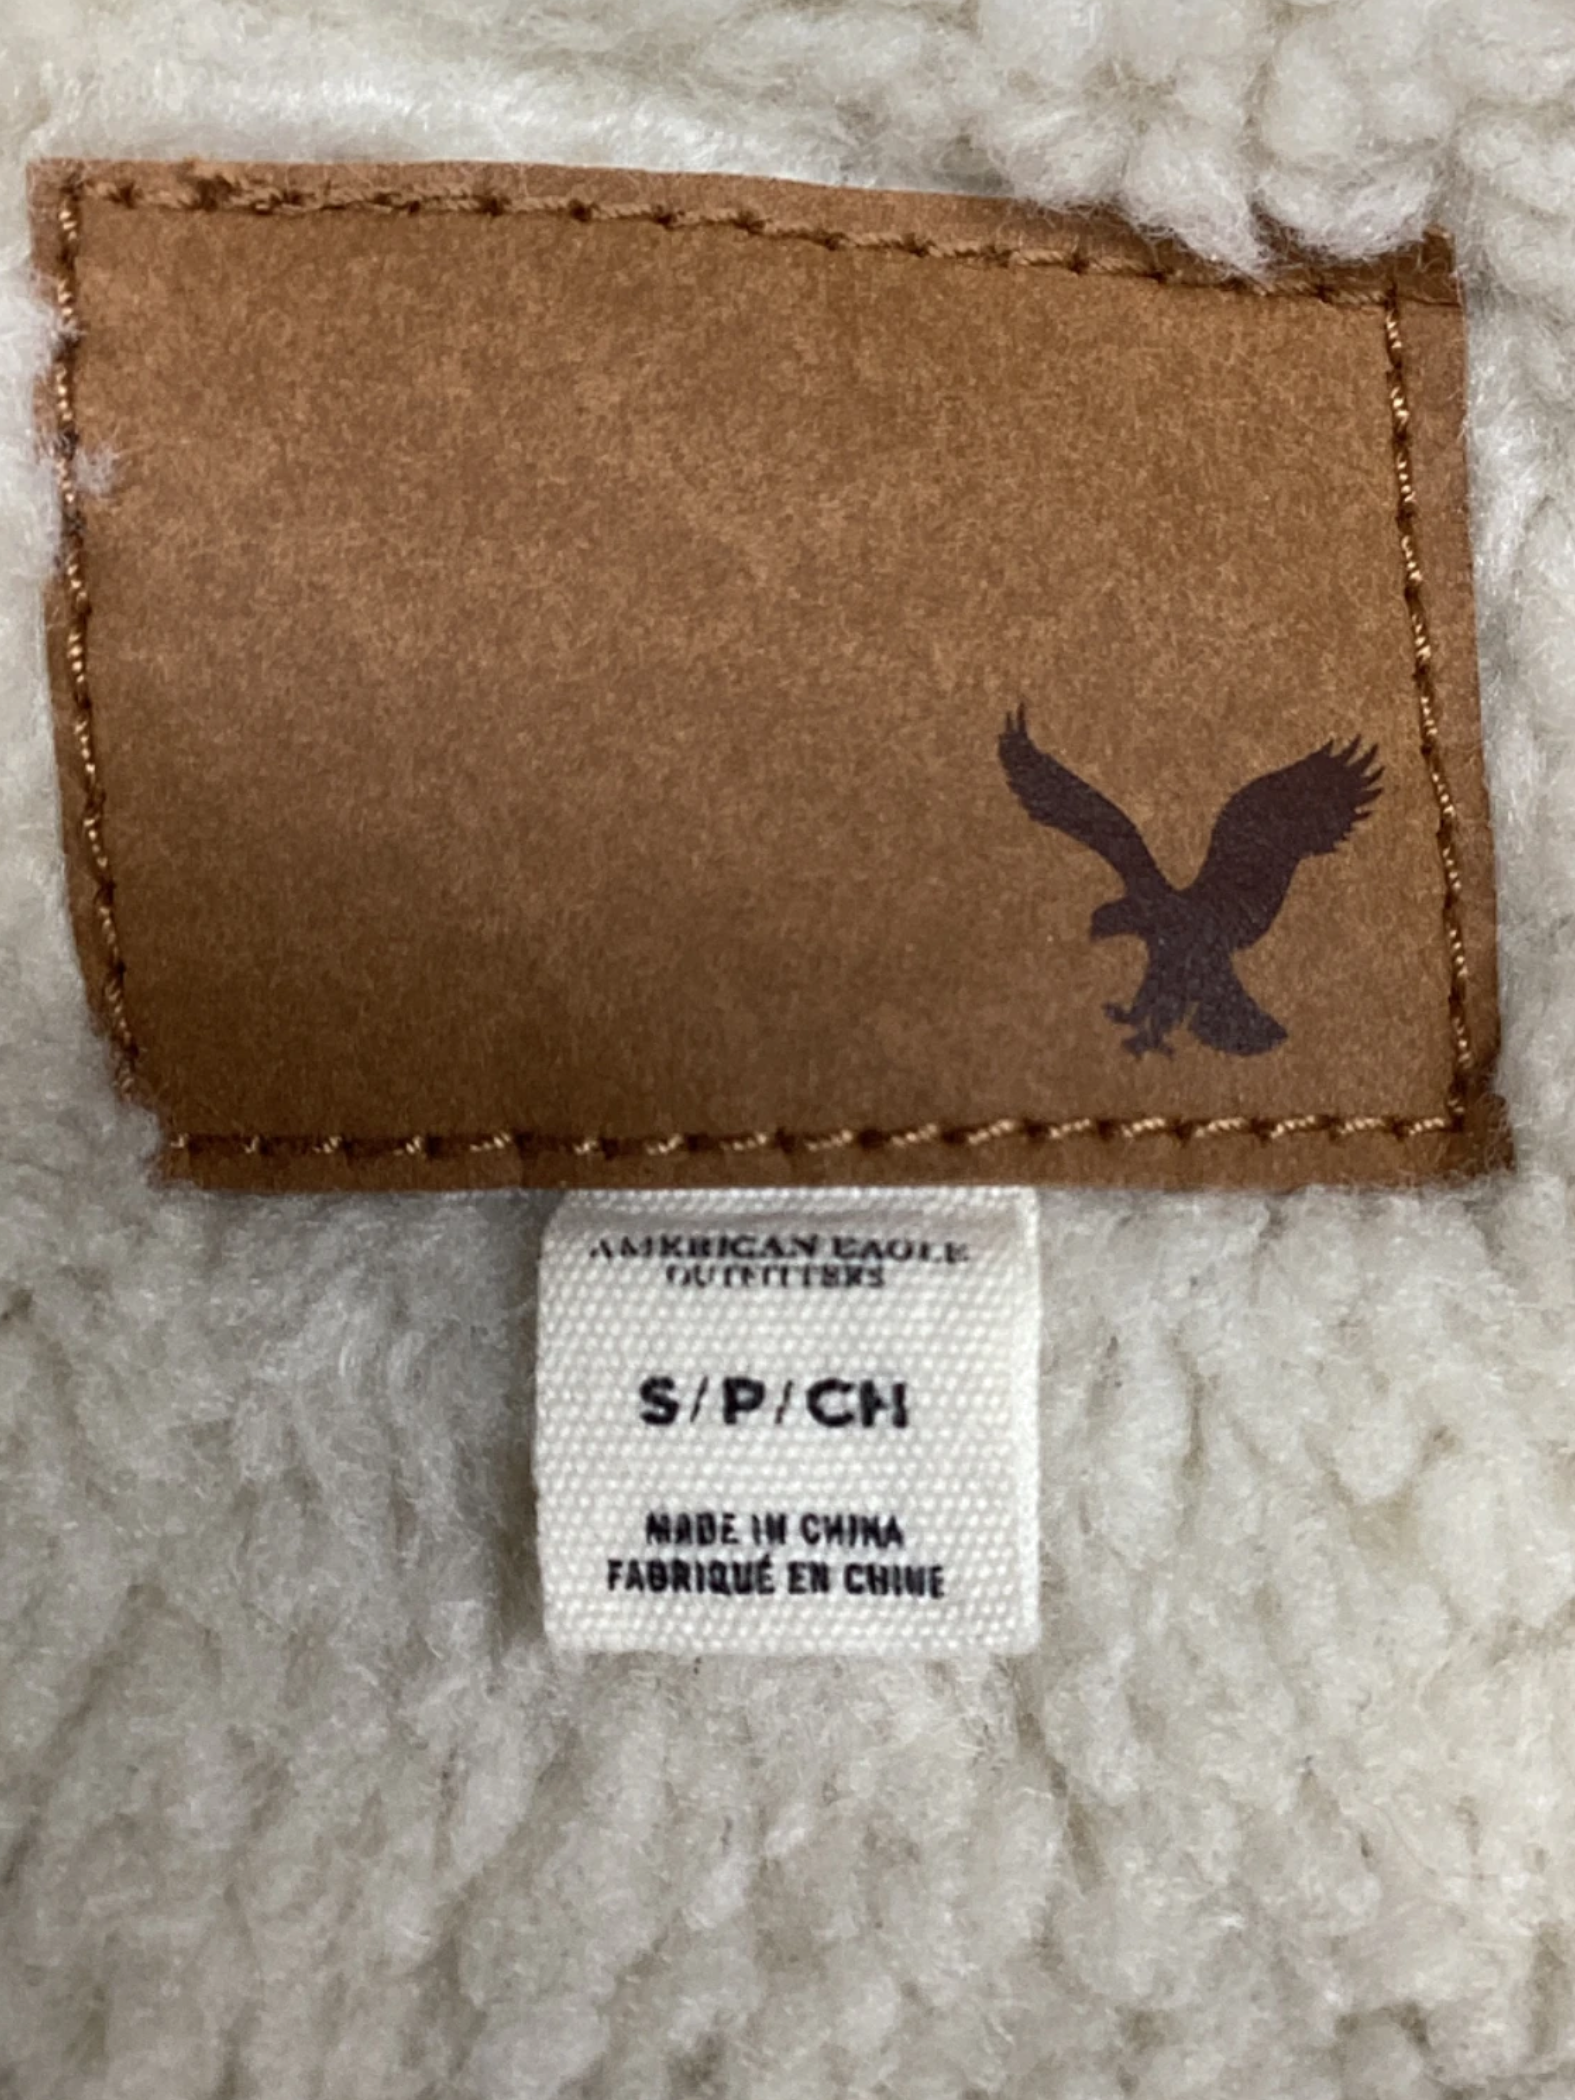 AMERICAN EAGLE
OUTFITTERS
S/P/CH
MADE IN CHINA
FABRIQUÉ EN CHINE